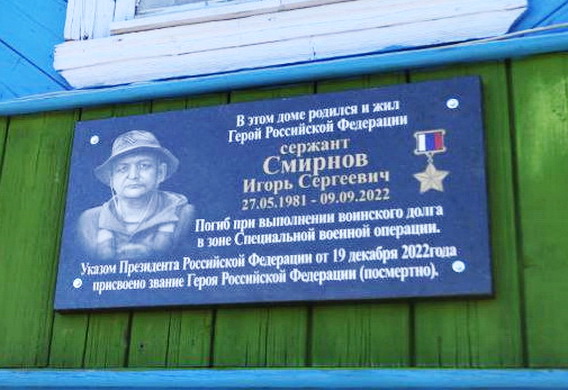 В этом доме родился и жил
Герой Российской Федерации
сержант
Смирнов
Игорь Сергеевич
27.05.1981 - 09.09.2022
Погиб при выполнении воинского долга
в зоне Специальной военной операции.
Указом Президента Российской Федерации от 19 декабря 2022года
присвоено звание Героя Российской Федерации (посмертно).